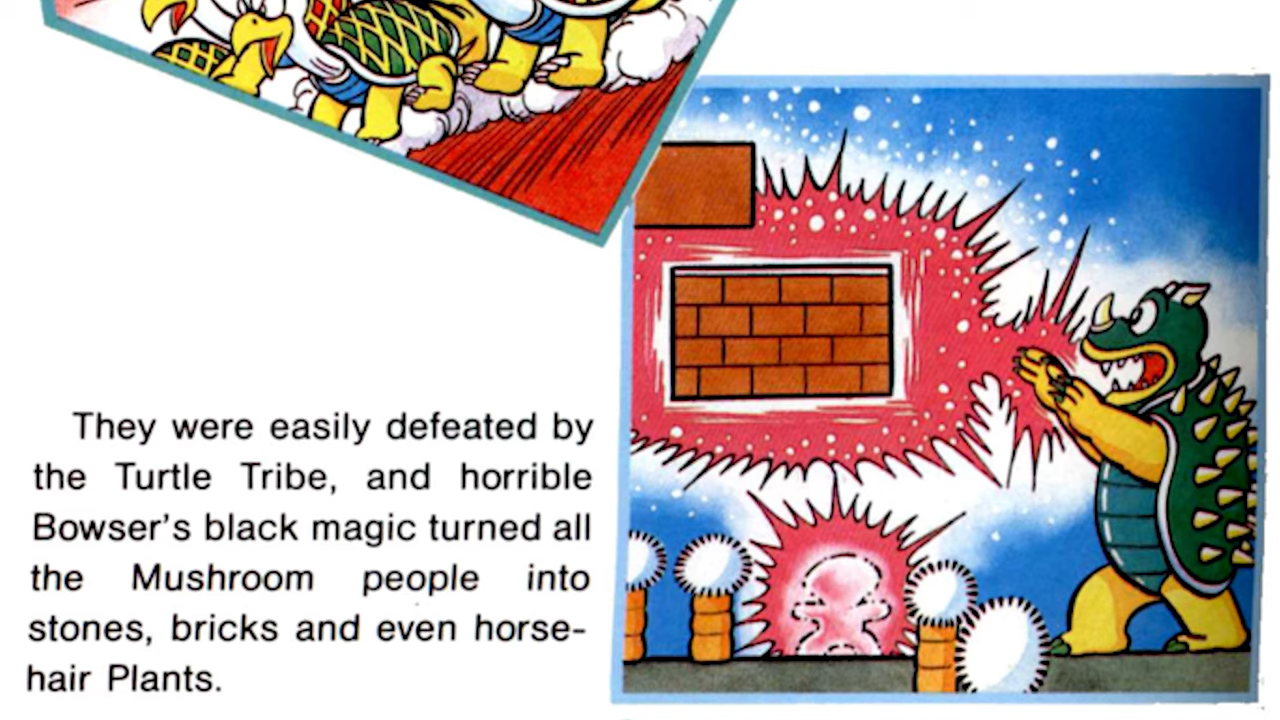 They were easily defeated by
the Turtle Tribe, and horrible
Bowser's black magic turned all
the Mushroom people into
stones, bricks and even horse-
hair Plants.